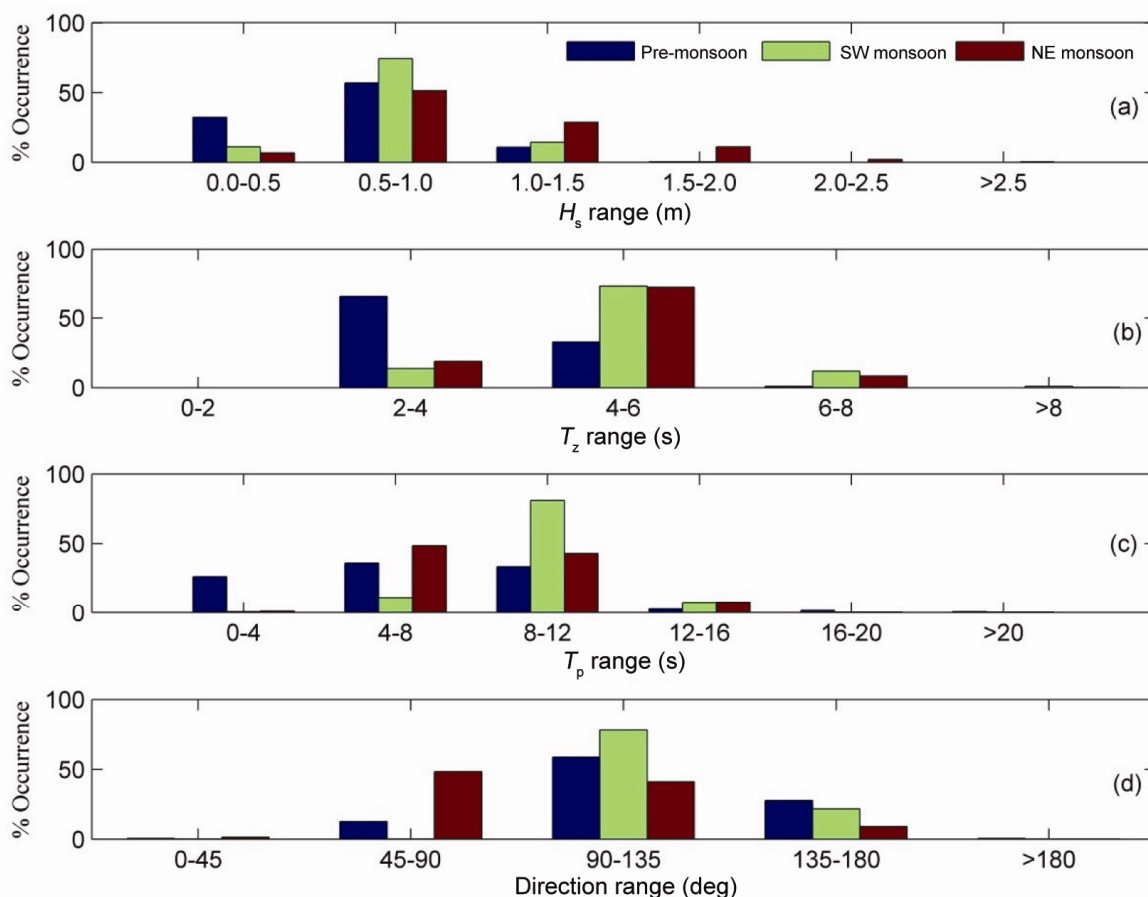 100
50
0
% Occurrence
Pre-monsoon SW monsoon NE monsoon
(a)
0.0-0.5 0.5-1.0 1.0-1.5 1.5-2.0 2.0-2.5 >2.5
Hs range (m)
100
50
0
% Occurrence
(b)
0-2 2-4 4-6 6-8 >8
Tz range (s)
100
50
0
% Occurrence
(c)
0-4 4-8 8-12 12-16 16-20 >20
Tp range (s)
100
50
0
% Occurrence
(d)
0-45 45-90 90-135 135-180 >180
Direction range (deg)